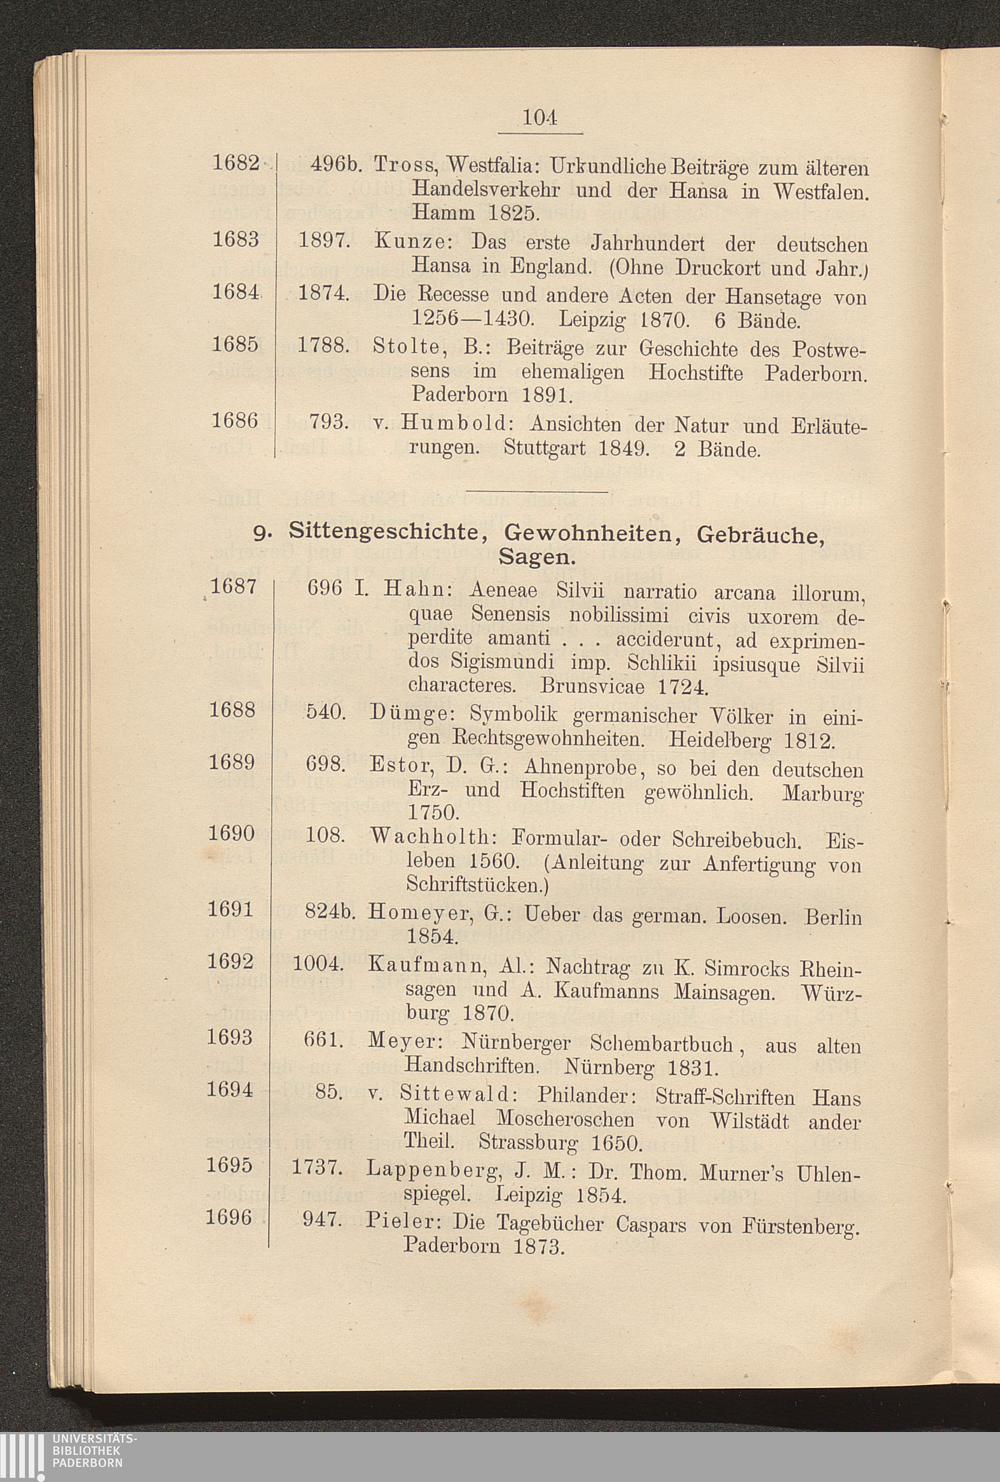 104
1682 496b. Tross, Westfalia: Urkundliche Beiträge zum älteren
Handelsverkehr und der Hansa in Westfalen.
Hamm 1825.
1683 1897. Kunze: Das erste Jahrhundert der deutschen
Hansa in England. (Ohne Druckort und Jahr.)
1684 1874. Die Recesse und andere Acten der Hansetage von
1256—1430. Leipzig 1870. 6 Bände.
1685 1788. Stolte, B.: Beiträge zur Geschichte des Postwe-
sens im ehemaligen Hochstifte Paderborn.
Paderborn 1891.
1686 793. v. Humbold: Ansichten der Natur und Erläute-
rungen. Stuttgart 1849. 2 Bände.
9. Sittengeschichte, Gewohnheiten, Gebräuche,
Sagen.
1687 696 I. Hahn: Aeneae Silvii narratio arcana illorum,
quae Senensis nobilissimi civis uxorem de-
perdite amanti . . . acciderunt, ad exprimen-
dos Sigismundi imp. Schlikii ipsiusque Silvii
characteres. Brunsvicae 1724.
1688 540. Dümge: Symbolik germanischer Völker in eini-
gen Rechtsgewohnheiten. Heidelberg 1812.
1689 698. Estor, D. G.: Ahnenprobe, so bei den deutschen
Erz- und Hochstiften gewöhnlich. Marburg
1750.
1690 108. Wachholth: Formular- oder Schreibebuch. Eis-
leben 1560. (Anleitung zur Anfertigung von
Schriftstücken.)
1691 824b. Homeyer, G.: Ueber das german. Loosen. Berlin
1854.
1692 1004. Kaufmann, Al.: Nachtrag zu K. Simrocks Rhein-
sagen und A. Kaufmanns Mainsagen. Würz-
burg 1870.
1693 661. Meyer: Nürnberger Schembartbuch, aus alten
Handschriften. Nürnberg 1831.
1694 85. v. Sittewald: Philander: Straff-Schriften Hans
Michael Moscheroschen von Wilstädt ander
Theil. Strassburg 1650.
1695 1737. Lappenberg, J. M.: Dr. Thom. Murner's Uhlen-
spiegel. Leipzig 1854.
1696 947. Pieler: Die Tagebücher Caspars von Fürstenberg.
Paderborn 1873.
UNIVERSITÄTS-
BIBLIOTHEK
PADERBORN